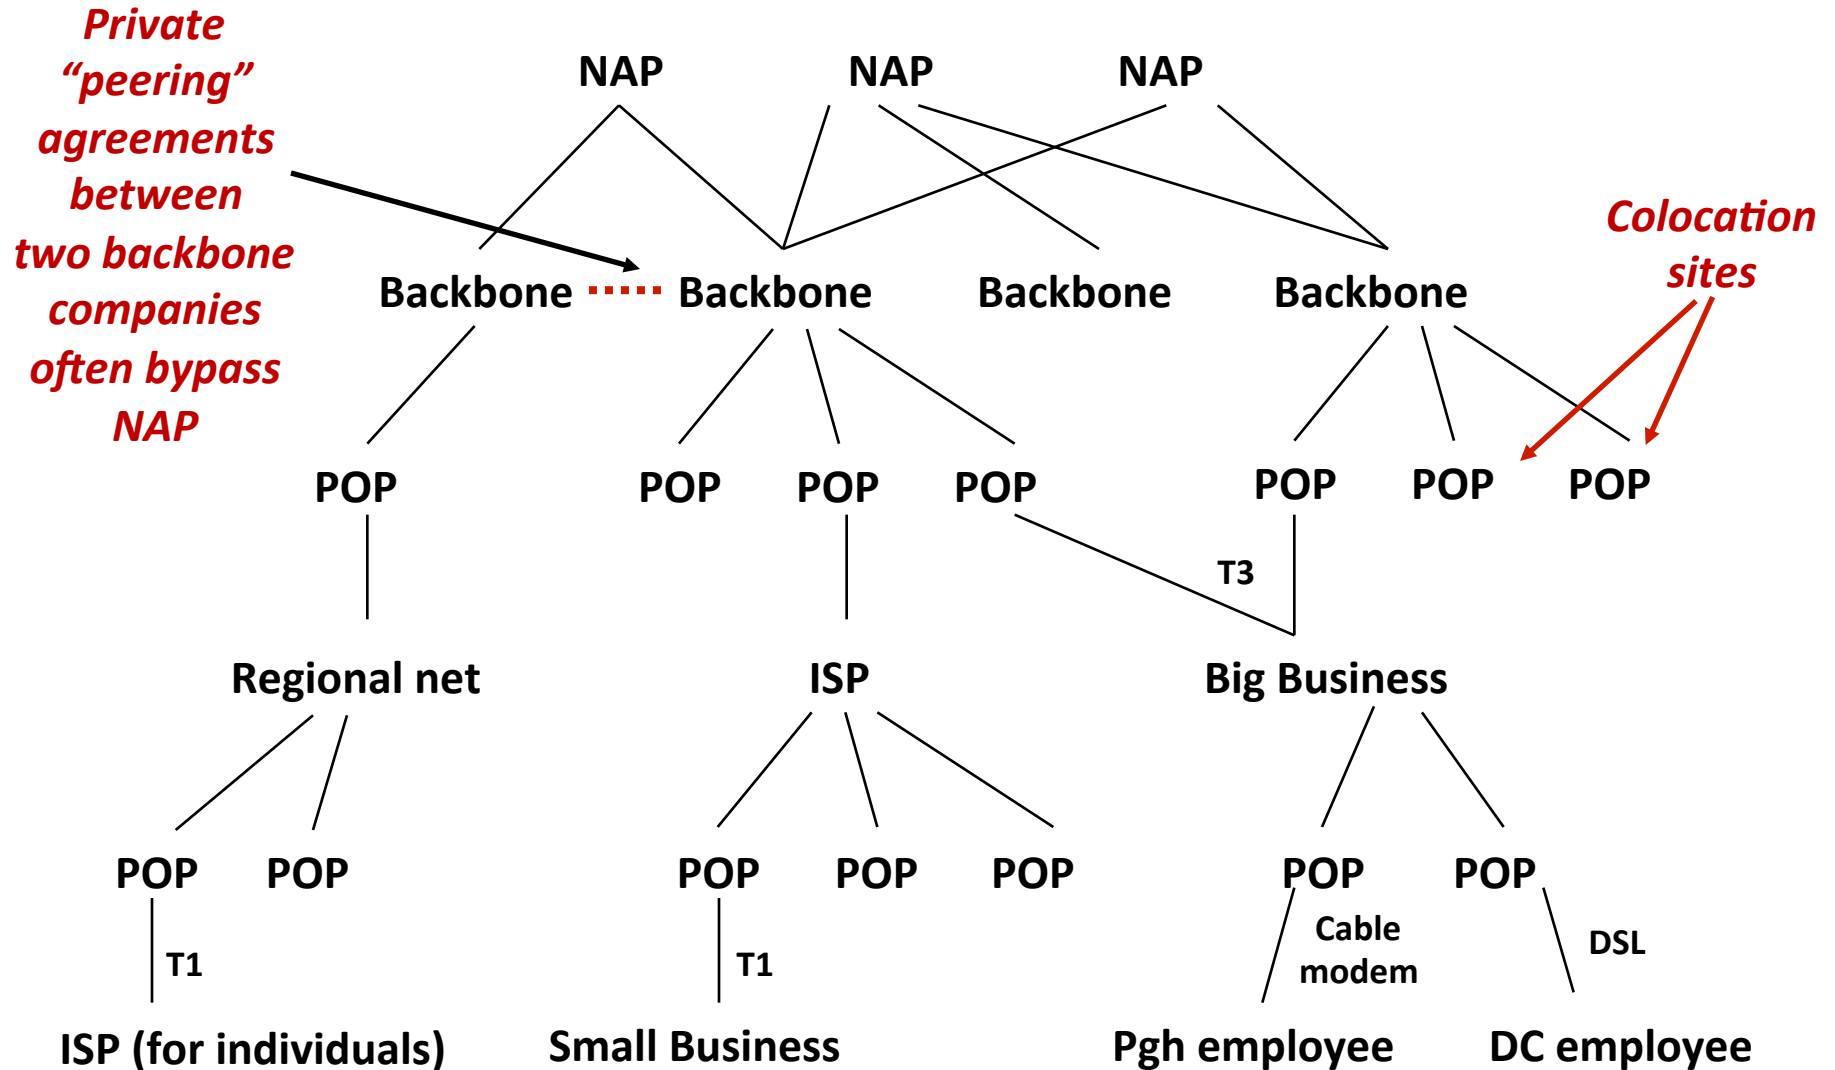 Private
“peering”
agreements
between
two backbone
companies
often bypass
NAP
NAP NAP NAP
Colocation
sites
Backbone Backbone Backbone Backbone
POP POP POP POP POP POP POP
T3
Regional net ISP Big Business
POP POP POP POP POP POP POP
T1 T1 Cable
modem DSL
ISP (for individuals) Small Business Pgh employee DC employee